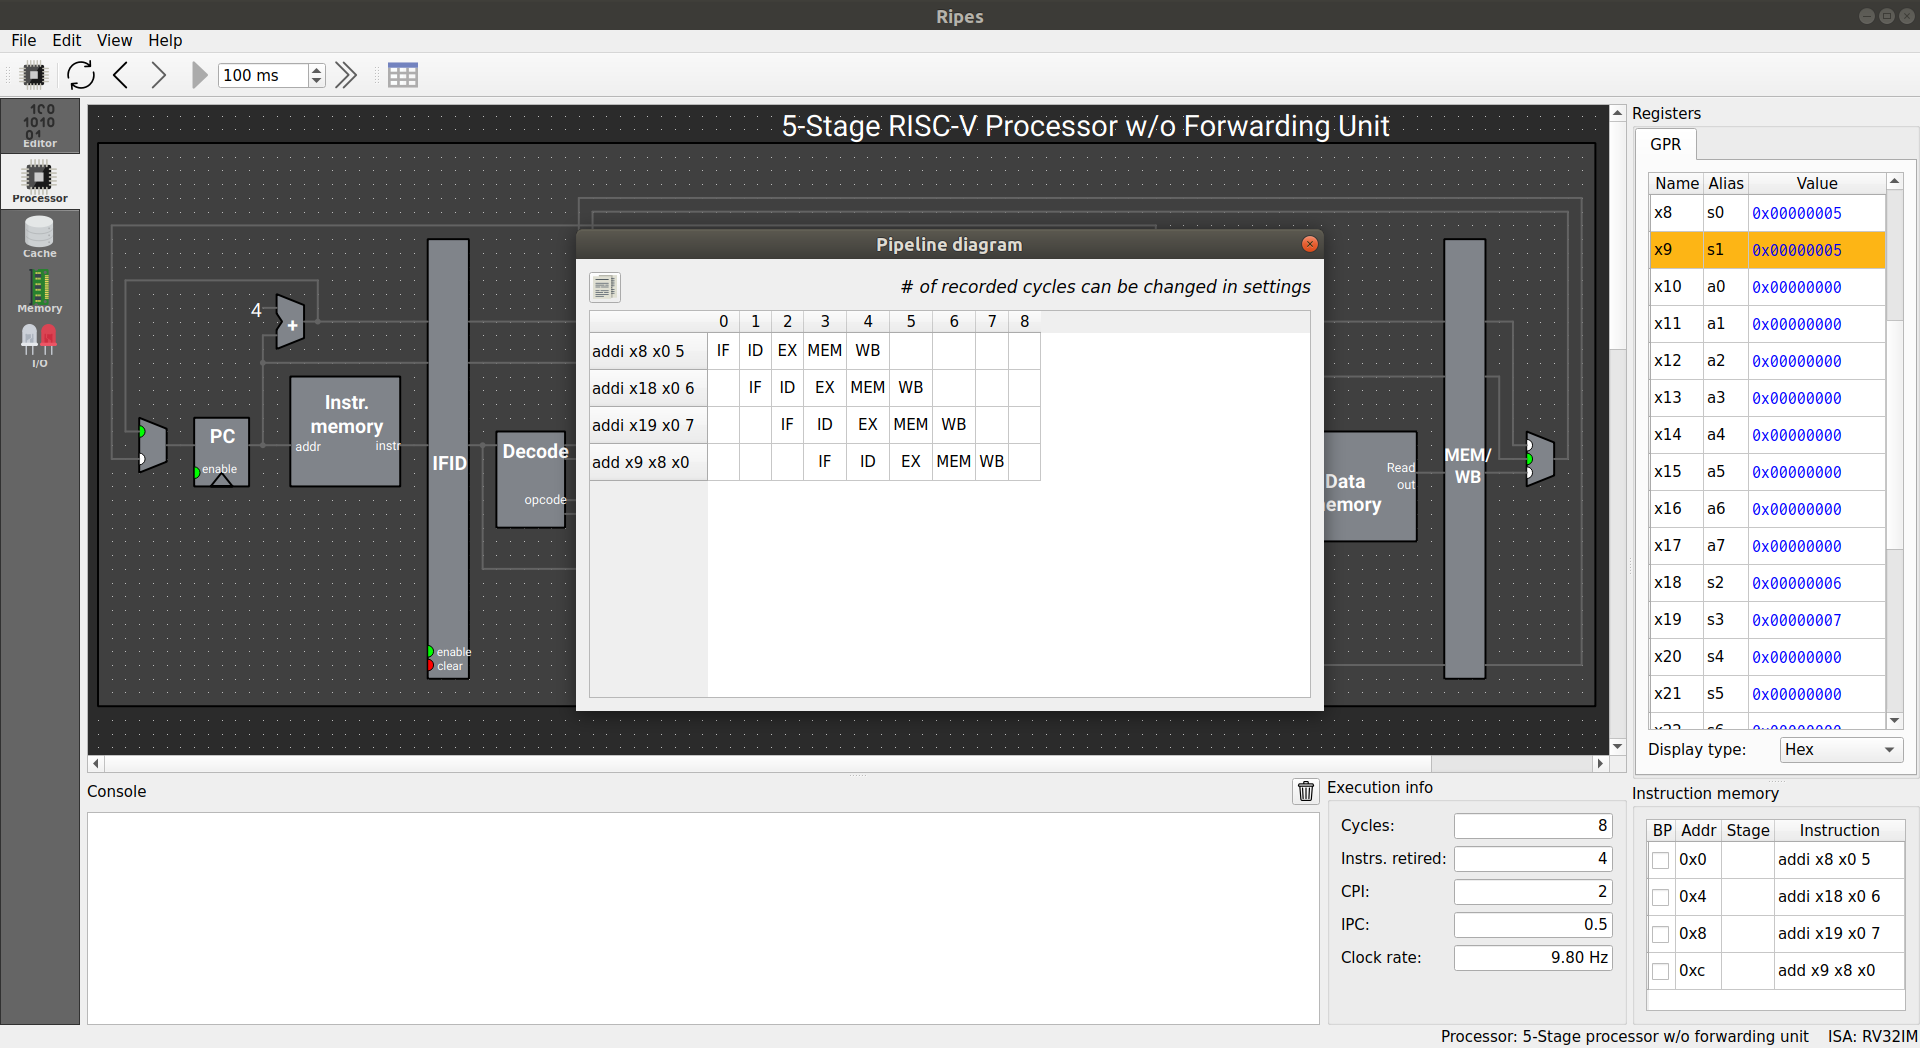 Ripes
File Edit View Help
100 ms
100
1010
01
Editor
Processor
Cache
Memory
I/O
5-Stage RISC-V Processor w/o Forwarding Unit
4
+
PC
enable
Instr.
memory
addr
instr
IFID
enable
clear
Decode
opcode
Data
Read
out
MEM/
WB
Pipeline diagram
# of recorded cycles can be changed in settings
0 1 2 3 4 5 6 7 8
addi x8 x0 5 IF ID EX MEM WB
addi x18 x0 6 IF ID EX MEM WB
addi x19 x0 7 IF ID EX MEM WB
add x9 x8 x0 IF ID EX MEM WB
Console
Execution info
Cycles: 8
Instrs. retired: 4
CPI: 2
IPC: 0.5
Clock rate: 9.80 Hz
Registers
GPR
Name Alias Value
x8 s0 0x00000005
x9 s1 0x00000005
x10 a0 0x00000000
x11 a1 0x00000000
x12 a2 0x00000000
x13 a3 0x00000000
x14 a4 0x00000000
x15 a5 0x00000000
x16 a6 0x00000000
x17 a7 0x00000000
x18 s2 0x00000006
x19 s3 0x00000007
x20 s4 0x00000000
x21 s5 0x00000000
Display type: Hex
Instruction memory
BP Addr Stage Instruction
0x0 addi x8 x0 5
0x4 addi x18 x0 6
0x8 addi x19 x0 7
0xc add x9 x8 x0
Processor: 5-Stage processor w/o forwarding unit ISA: RV32IM